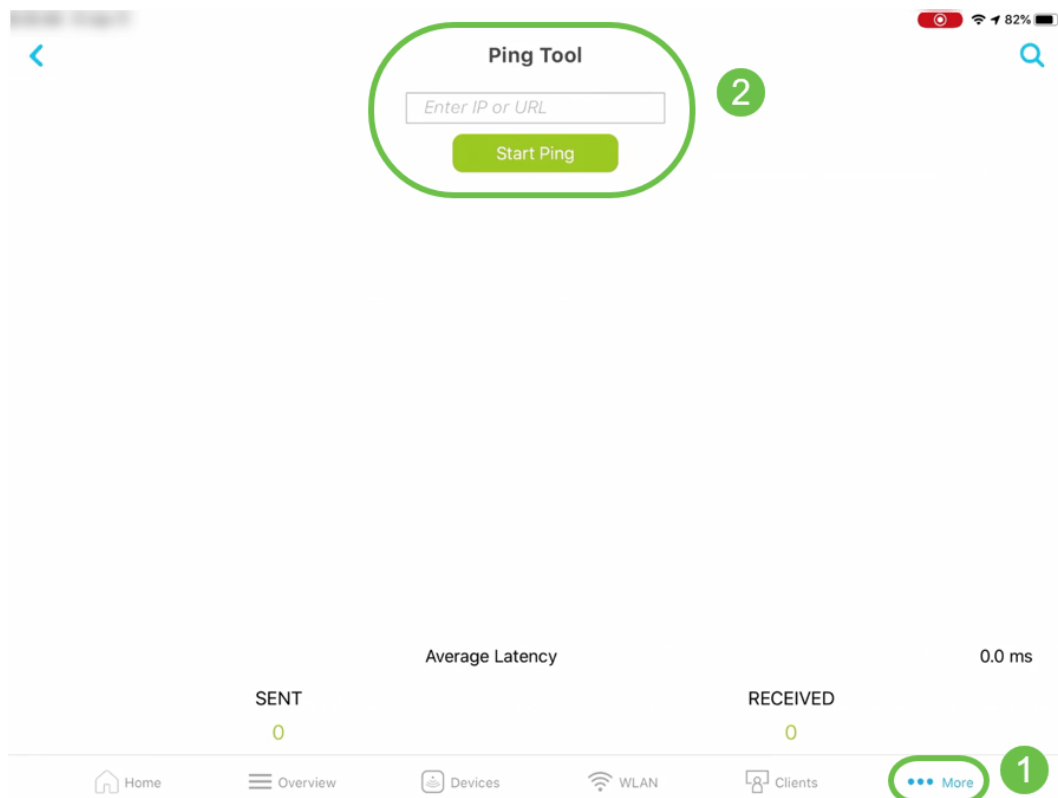 82%
Ping Tool
2
Enter IP or URL
Start Ping
Average Latency 0.0 ms
SENT RECEIVED
0 0
Home Overview Devices WLAN Clients More 1